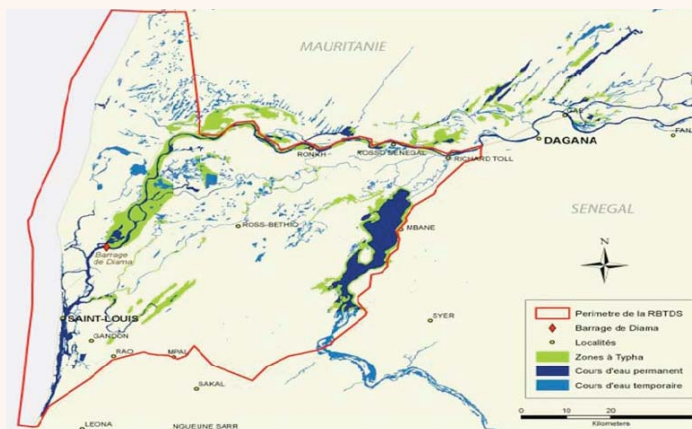 MAURITANIE
RONKH
ROSSO SENEGAL
RICHARD TOLL
DAGANA
FAN
ROSS-BETHIO
MBANE
SENEGAL
Barrage
de Diama
N
SAINT-LOUIS
GANDON
RAO
MPAL
SYER
SAKAL
LEONA
NGUEUNE SARR
Perimetre de la RBTDS
Barrage de Diama
Localités
Zones à Typha
Cours d'eau permanent
Cours d'eau temporaire
0 10 20
Kilometers